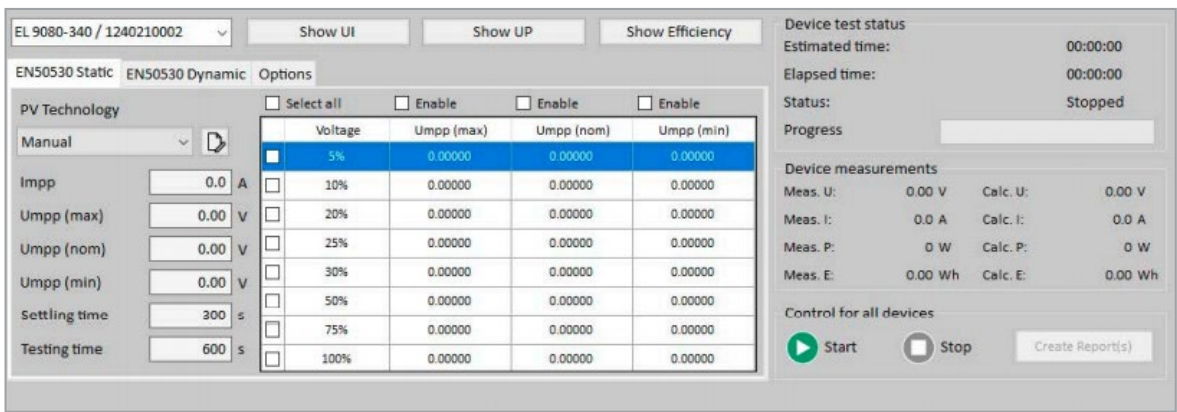 EL 9080-340 / 1240210002 Show UI Show UP Show Efficiency
EN50530 Static EN50530 Dynamic Options
PV Technology
Manual
Impp 0.0 A
Umpp (max) 0.00 V
Umpp (nom) 0.00 V
Umpp (min) 0.00 V
Settling time 300 s
Testing time 600 s
Select all Enable Enable Enable
Voltage Umpp (max) Umpp (nom) Umpp (min)
5% 0.00000 0.00000 0.00000
10% 0.00000 0.00000 0.00000
20% 0.00000 0.00000 0.00000
25% 0.00000 0.00000 0.00000
30% 0.00000 0.00000 0.00000
50% 0.00000 0.00000 0.00000
75% 0.00000 0.00000 0.00000
100% 0.00000 0.00000 0.00000
Device test status
Estimated time: 00:00:00
Elapsed time: 00:00:00
Status: Stopped
Progress
Device measurements
Meas. U: 0.00 V Calc. U: 0.00 V
Meas. I: 0.0 A Calc. I: 0.0 A
Meas. P: 0 W Calc. P: 0 W
Meas. E: 0.00 Wh Calc. E: 0.00 Wh
Control for all devices
Start Stop Create Report(s)